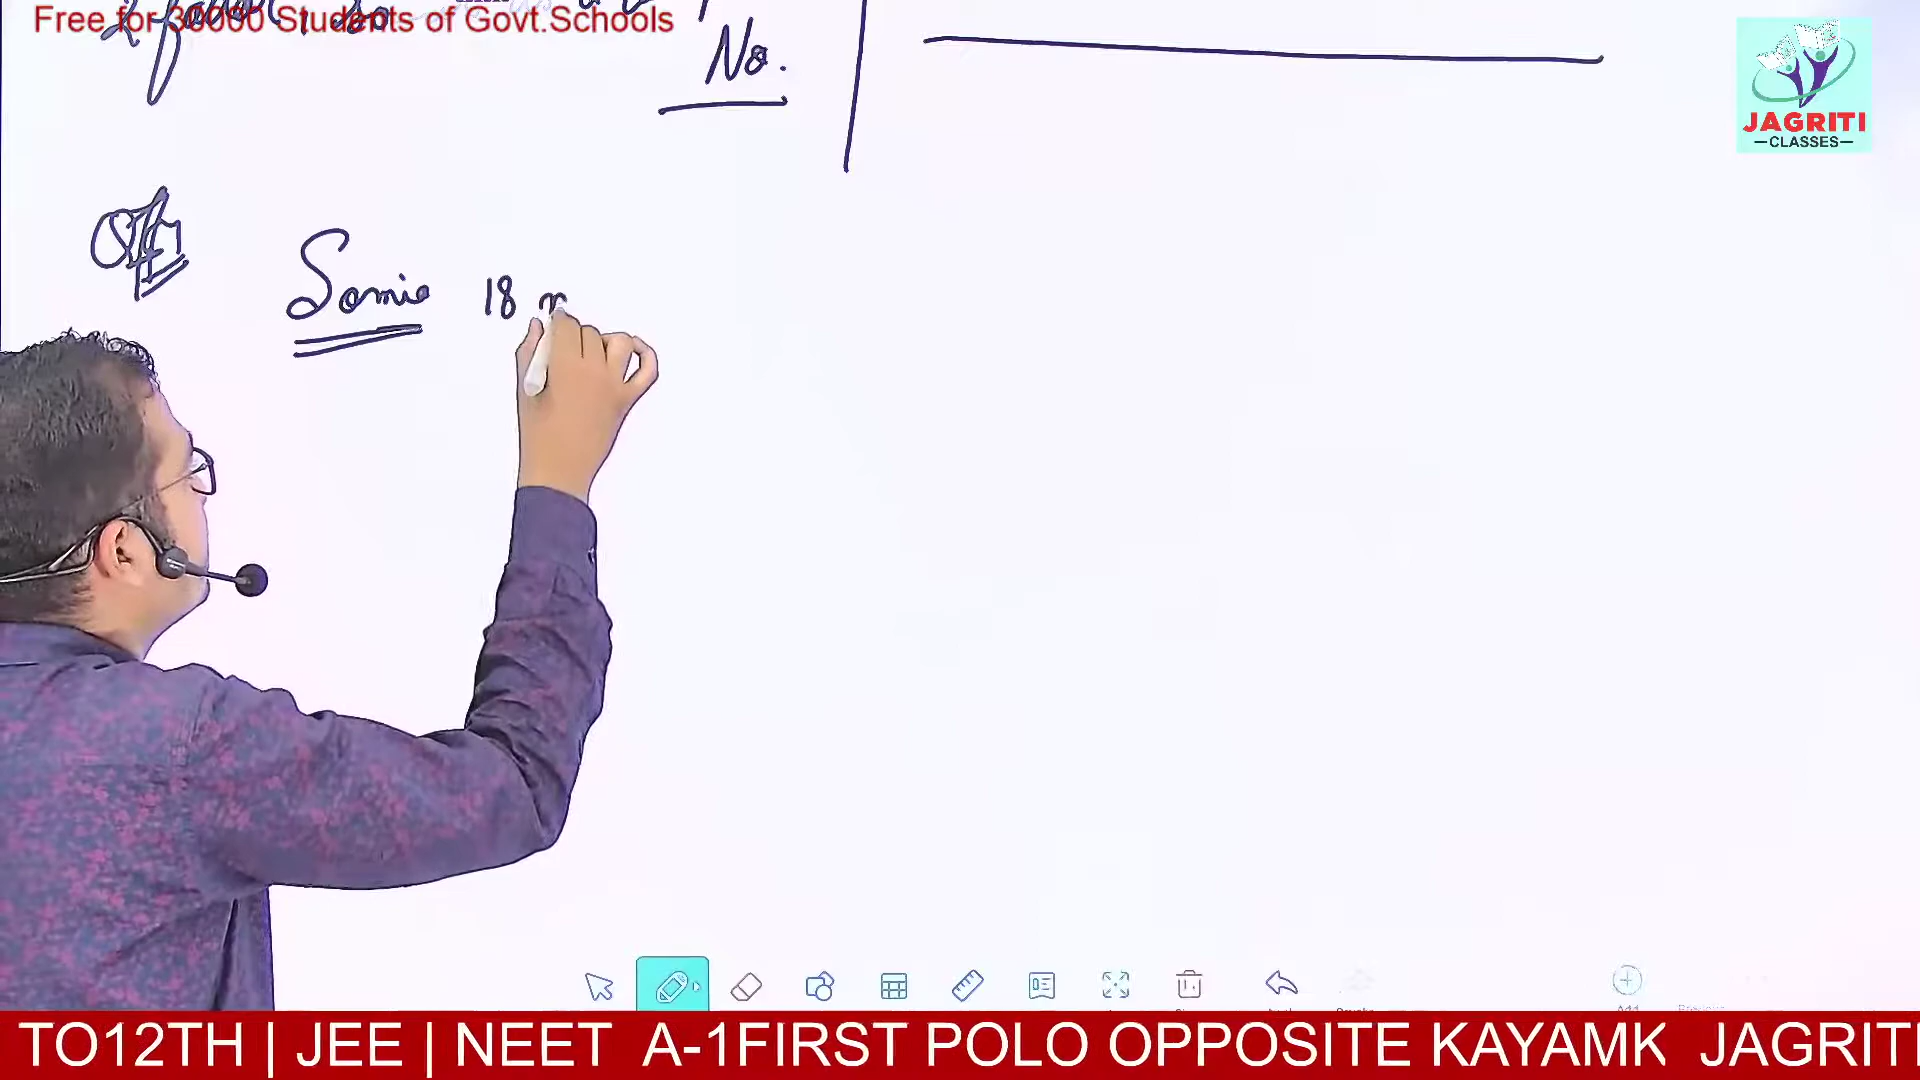 Free for 30000 Students of Govt.Schools
No.
JAGRITI
CLASSES
Sonia 18 m
TO12TH | JEE | NEET A-1FIRST POLO OPPOSITE KAYAMK JAGRITI